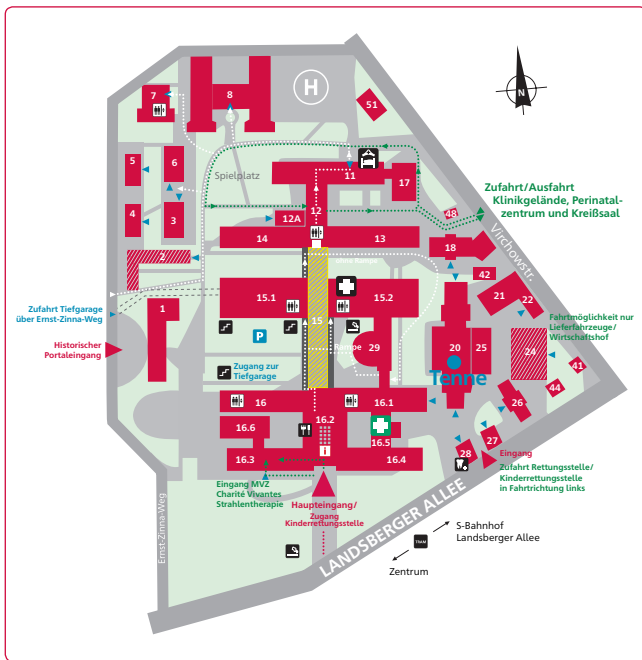 7
8
H
51
N
5
6
Spielplatz
11
17
Zufahrt/Ausfahrt
Klinikgelände, Perinatal-
zentrum und Kreißsaal
4
3
12A
12
48
Virchowstr.
14
13
18
2
ohne Rampe
42
15.1
15.2
21
22
Zufahrt Tiefgarage
über Ernst-Zinna-Weg
1
15
Fahrtmöglichkeit nur
Lieferfahrzeuge/
Wirtschaftshof
Historischer
Portaleingang
P
Rampe
29
20
25
24
Zugang zur
Tiefgarage
Tenne
41
44
16
16.1
26
16.2
16.6
16.5
27
28
Eingang
16.3
i
16.4
Zufahrt Rettungsstelle/
Kinderrettungsstelle
in Fahrtrichtung links
Eingang MVZ
Charité Vivantes
Strahlentherapie
Haupteingang/
Zugang
Kinderrettungsstelle
LANDSBERGER ALLEE
Ernst-Zinna-Weg
S-Bahnhof
Landsberger Allee
TRAM
Zentrum